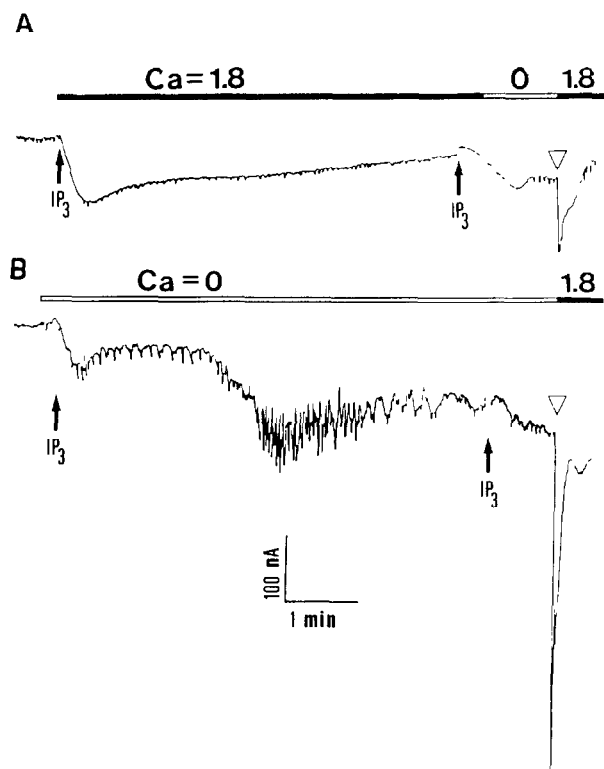 A
Ca = 1.8 0 1.8
IP3 IP3
B
Ca = 0 1.8
IP3 IP3
100 nA
1 min